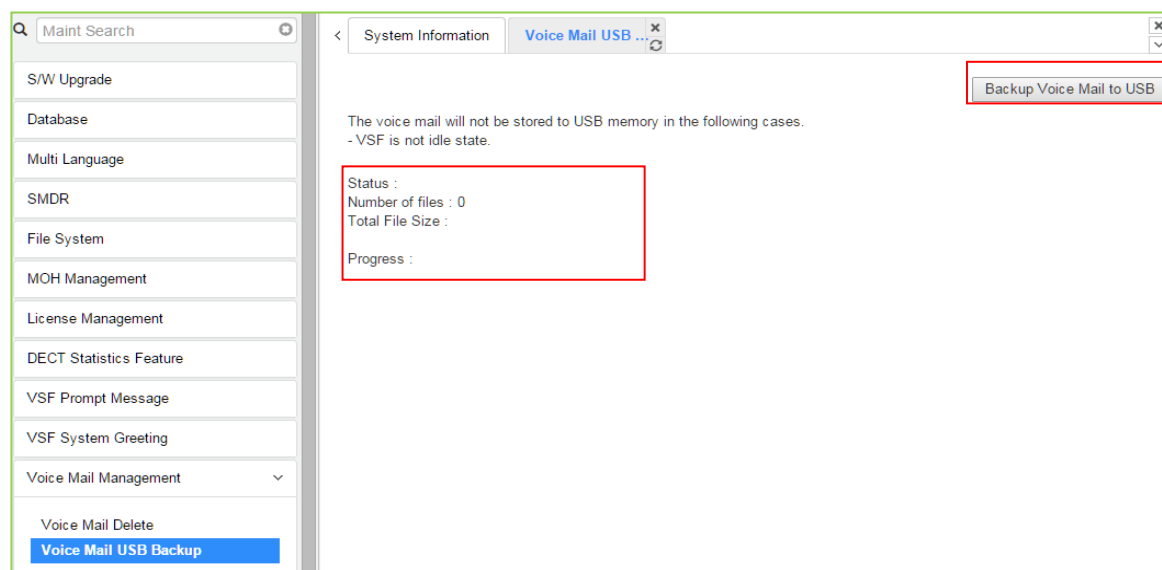 Maint Search
S/W Upgrade
Database
Multi Language
SMDR
File System
MOH Management
License Management
DECT Statistics Feature
VSF Prompt Message
VSF System Greeting
Voice Mail Management
Voice Mail Delete
Voice Mail USB Backup
System Information
Voice Mail USB ...
Backup Voice Mail to USB
The voice mail will not be stored to USB memory in the following cases.
- VSF is not idle state.
Status :
Number of files : 0
Total File Size :
Progress :